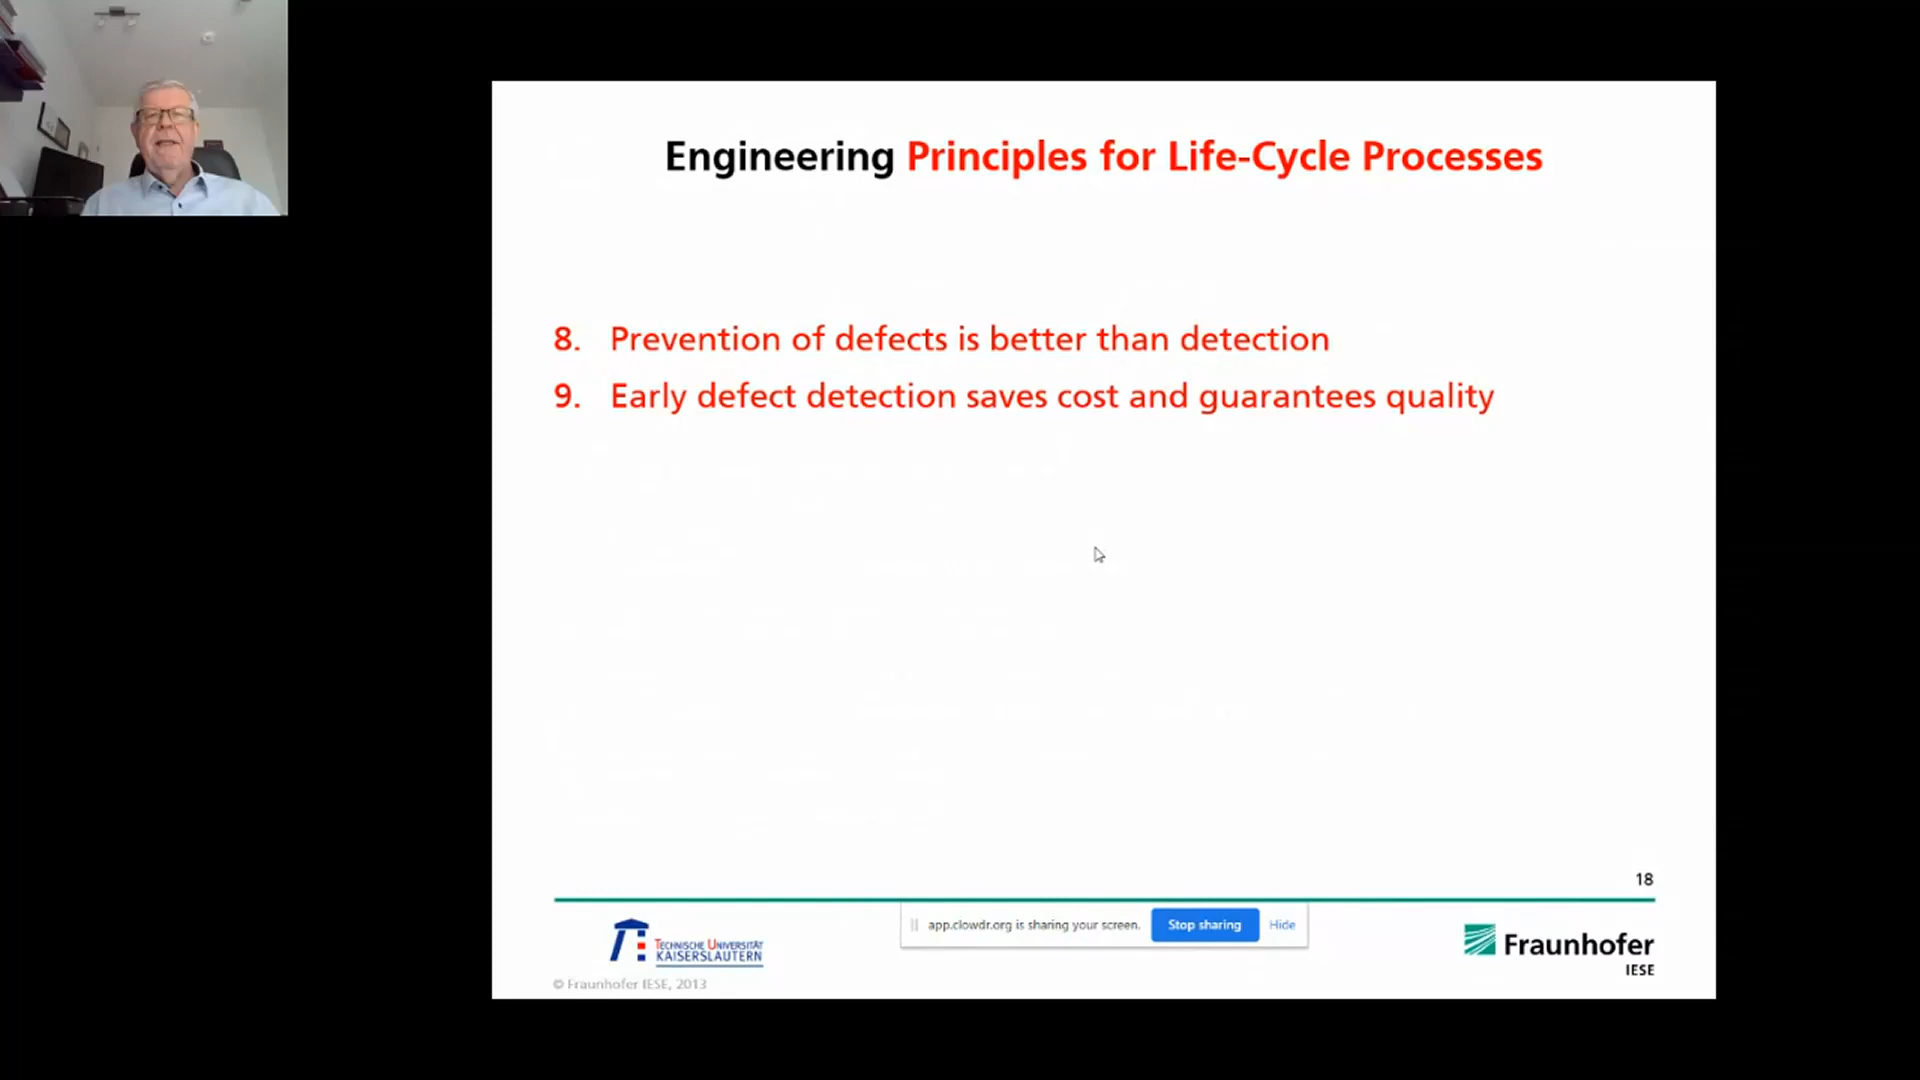 Engineering Principles for Life-Cycle Processes
8. Prevention of defects is better than detection
9. Early defect detection saves cost and guarantees quality
18
TECHNISCHE UNIVERSITÄT
KAISERSLAUTERN
app.clowdr.org is sharing your screen. Stop sharing Hide
Fraunhofer
IESE
© Fraunhofer IESE, 2013